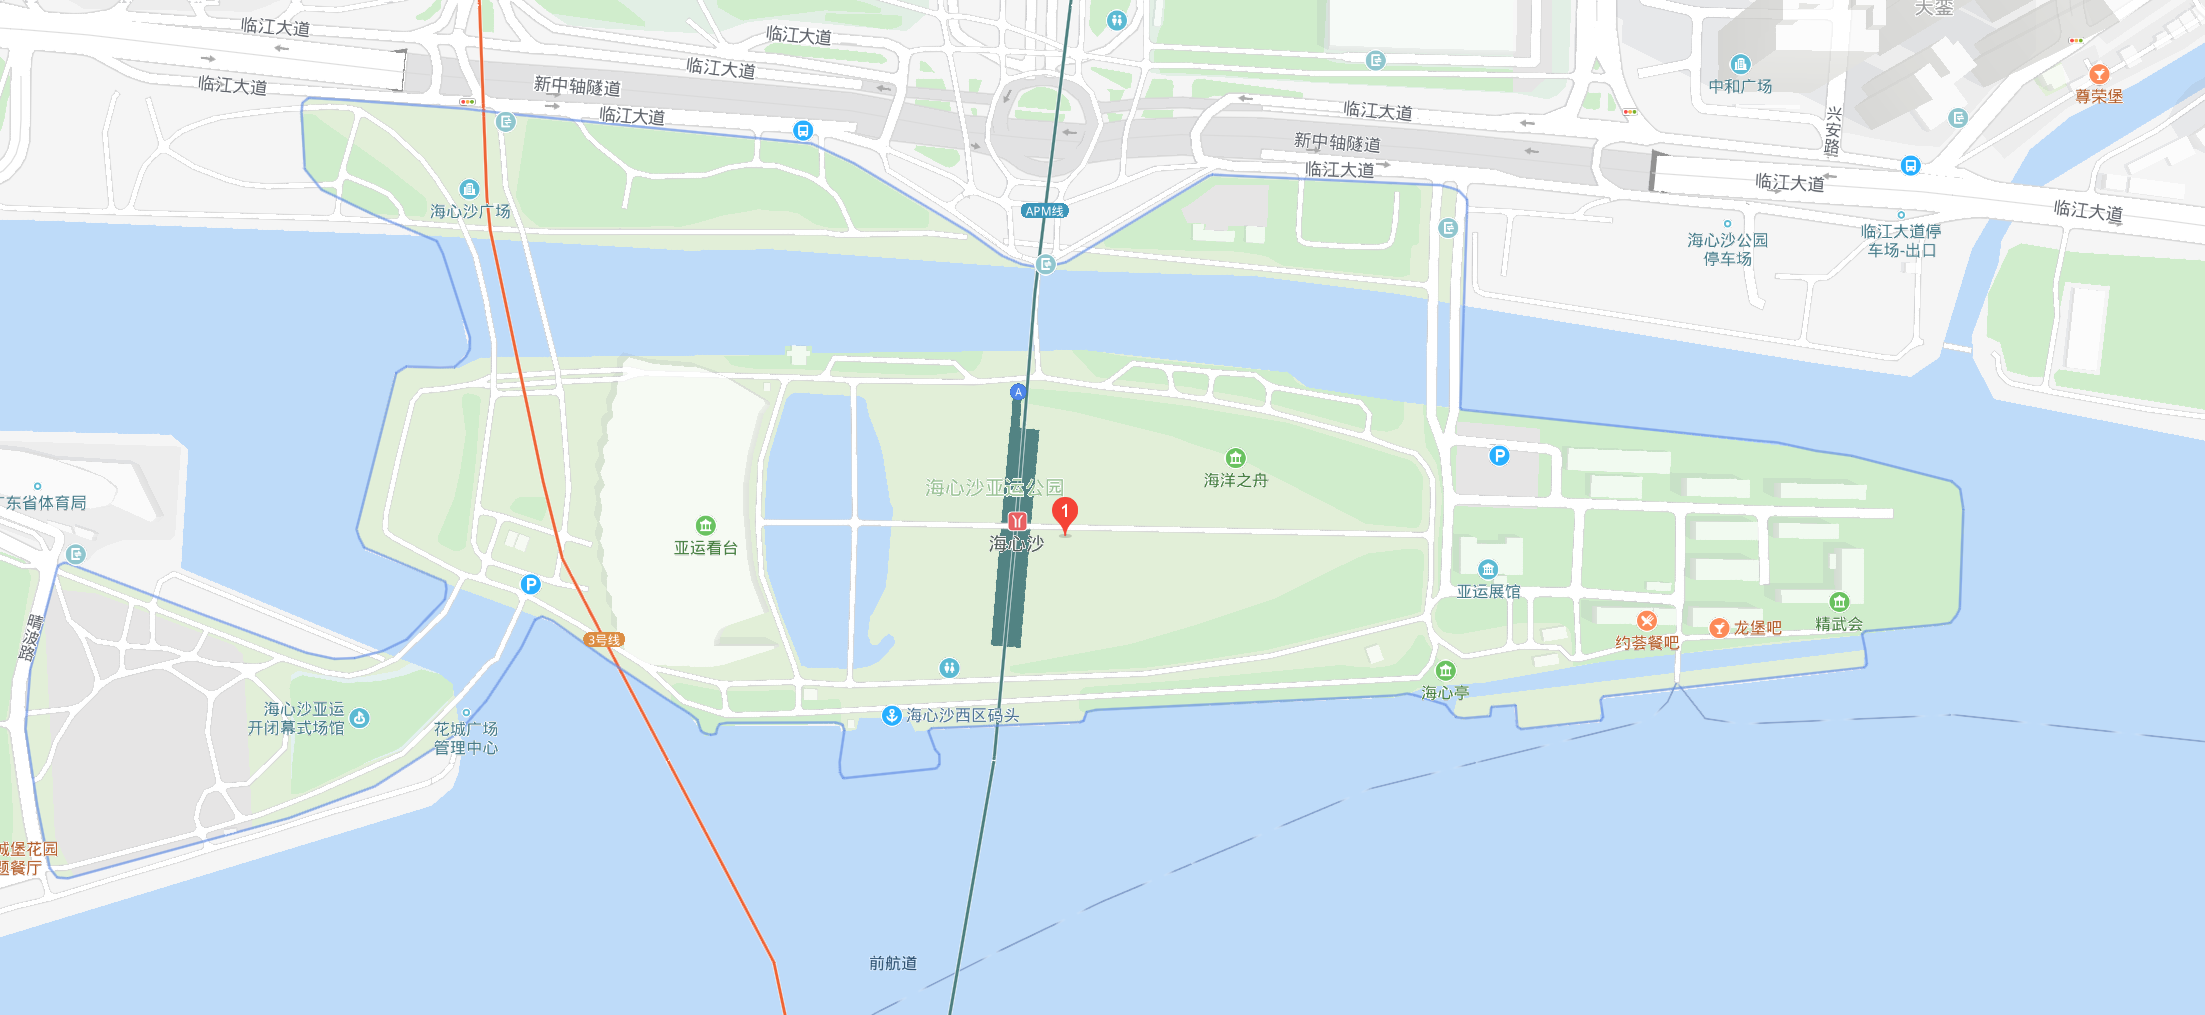 临江大道
临江大道
天銮
临江大道
临江大道
新中轴隧道
临江大道
中和广场
尊荣堡
临江大道
兴安路
新中轴隧道
临江大道
临江大道
海心沙广场
APM线
临江大道
海心沙公园
停车场
临江大道停
车场-出口
A
P
海洋之舟
海心沙亚运公园
1
东省体育局
亚运看台
海心沙
P
亚运展馆
晴波路
3号线
约荟餐吧
龙堡吧
精武会
海心亭
海心沙亚运
开闭幕式场馆
花城广场
管理中心
海心沙西区码头
城堡花园
题餐厅
前航道